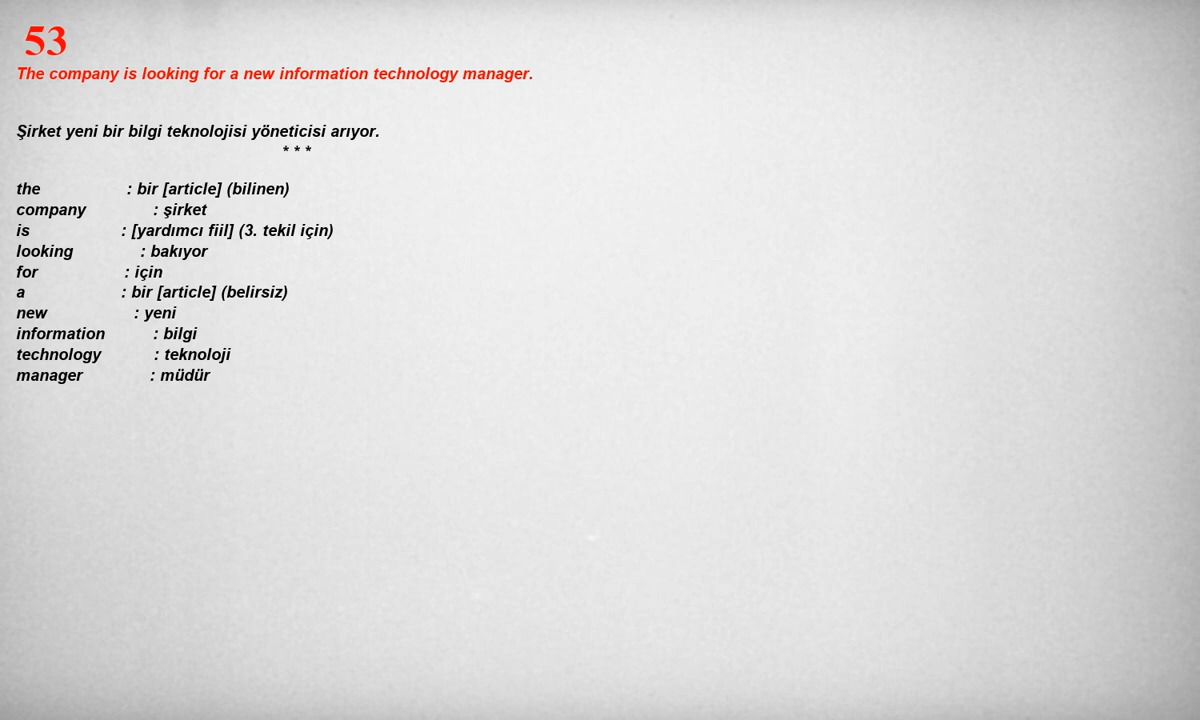 53
The company is looking for a new information technology manager.
Şirket yeni bir bilgi teknolojisi yöneticisi arıyor.
* * *
the : bir [article] (bilinen)
company : şirket
is : [yardımcı fiil] (3. tekil için)
looking : bakıyor
for : için
a : bir [article] (belirsiz)
new : yeni
information : bilgi
technology : teknoloji
manager : müdür